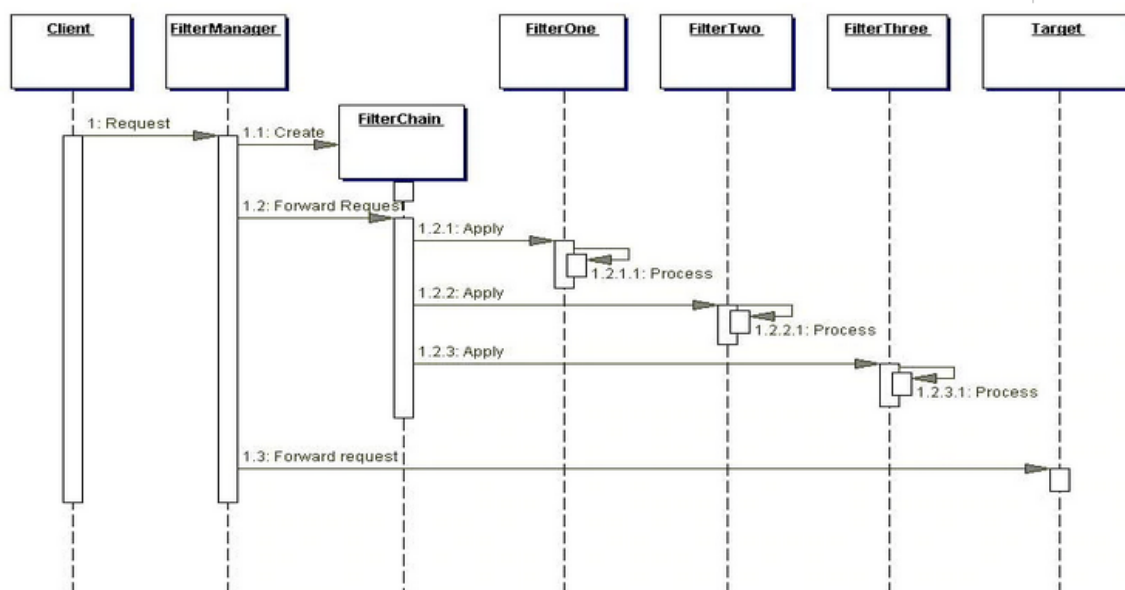 Client
FilterManager
FilterOne
FilterTwo
FilterThree
Target
FilterChain
1: Request
1.1: Create
1.2: Forward Request
1.2.1: Apply
1.2.1.1: Process
1.2.2: Apply
1.2.2.1: Process
1.2.3: Apply
1.2.3.1: Process
1.3: Forward request